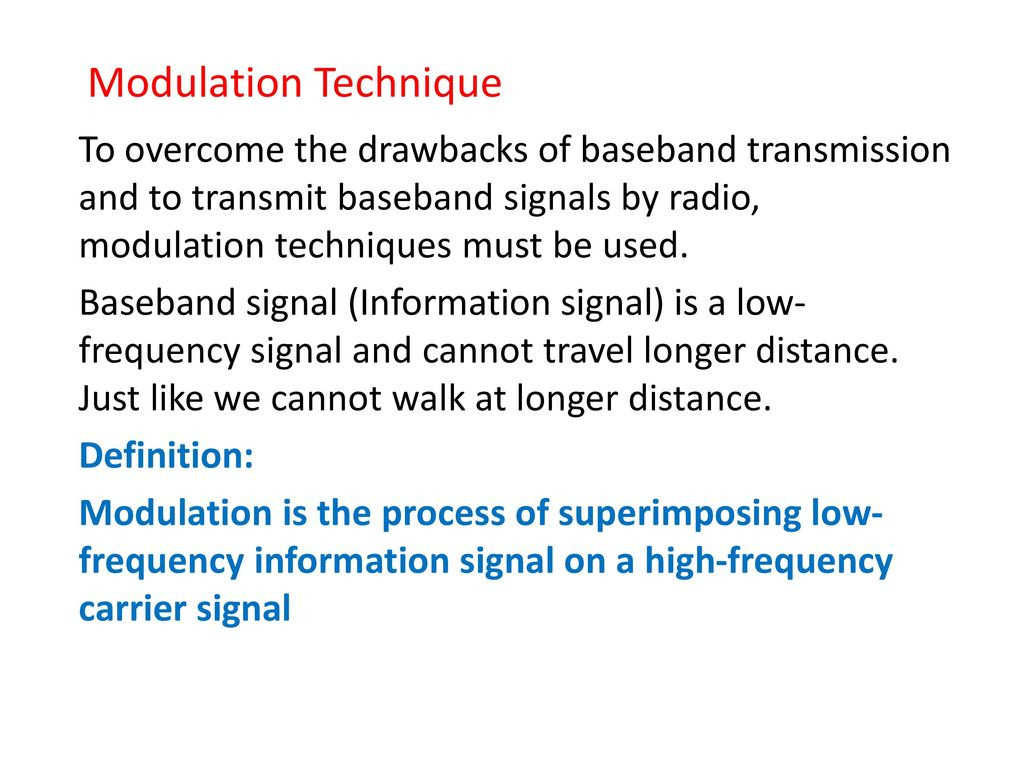 Modulation Technique
To overcome the drawbacks of baseband transmission
and to transmit baseband signals by radio,
modulation techniques must be used.
Baseband signal (Information signal) is a low-
frequency signal and cannot travel longer distance.
Just like we cannot walk at longer distance.
Definition:
Modulation is the process of superimposing low-
frequency information signal on a high-frequency
carrier signal